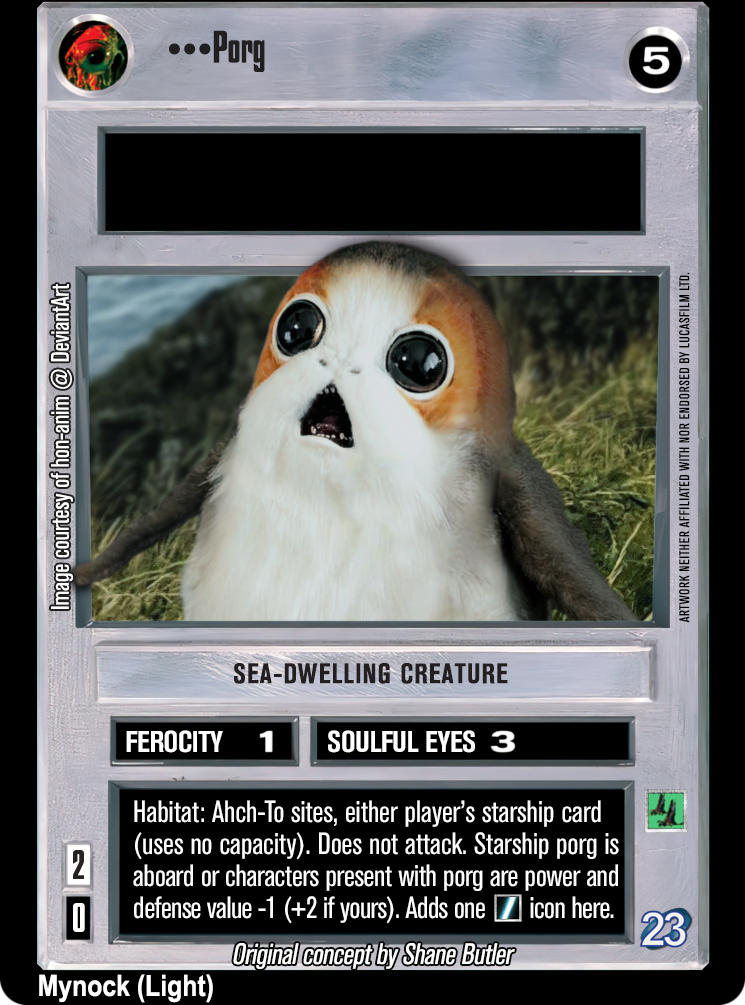 •••Porg
5
Image courtesy of hon-anim @ DeviantArt
ARTWORK NEITHER AFFILIATED WITH NOR ENDORSED BY LUCASFILM LTD.
SEA-DWELLING CREATURE
FEROCITY 1
SOULFUL EYES 3
Habitat: Ahch-To sites, either player's starship card
(uses no capacity). Does not attack. Starship porg is
aboard or characters present with porg are power and
defense value -1 (+2 if yours). Adds one icon here.
2
0
23
Original concept by Shane Butler
Mynock (Light)